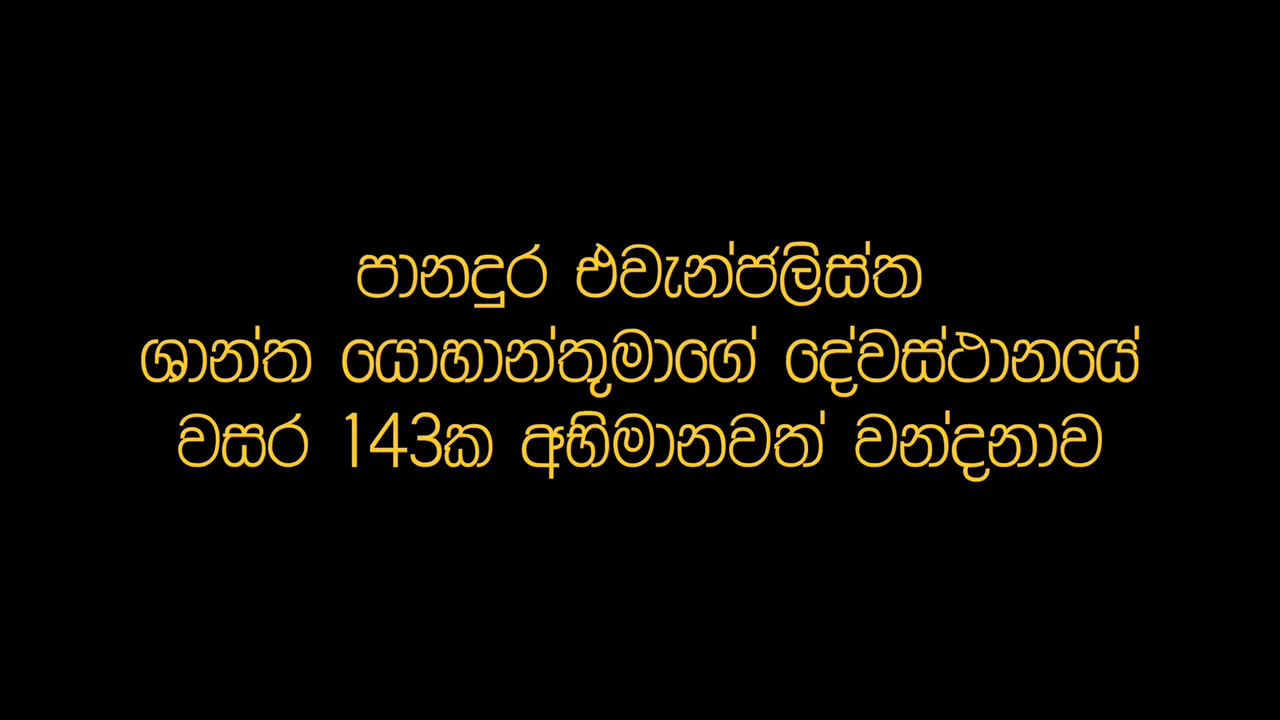 පානදුර එවැන්ජලිස්ත
ශාන්ත යොහාන්තුමාගේ දේවස්ථානයේ
වසර 143ක අභිමානවත් වන්දනාව